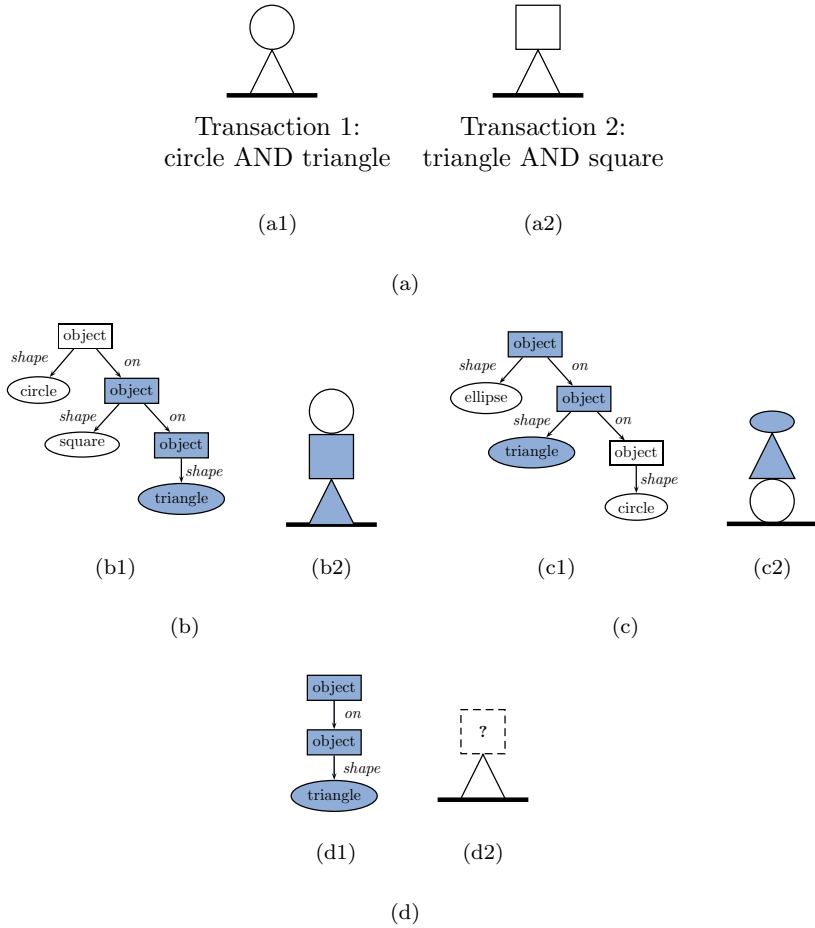 Transaction 1:
circle AND triangle
Transaction 2:
triangle AND square
(a1)
(a2)
(a)
object
shape
on
circle
object
shape
on
square
object
shape
triangle
(b1)
(b2)
(b)
object
shape
on
ellipse
object
shape
on
triangle
object
shape
circle
(c1)
(c2)
(c)
object
on
object
shape
triangle
?
(d1)
(d2)
(d)